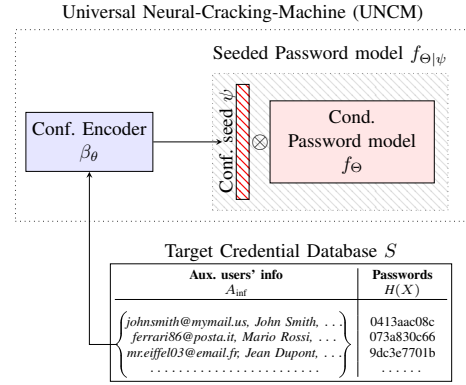 Universal Neural-Cracking-Machine (UNCM)
Seeded Password model f_{Θ|ψ}
Conf. Encoder
β_θ
Conf. seed ψ
⊗
Cond.
Password model
f_Θ
Target Credential Database S
Aux. users' info Passwords
A_inf H(X)
johnsmith@mymail.us, John Smith, ... 0413aac08c
ferrari86@posta.it, Mario Rossi, ... 073a830c66
mr.eiffel03@email.fr, Jean Dupont, ... 9dc3e7701b
........................ ......